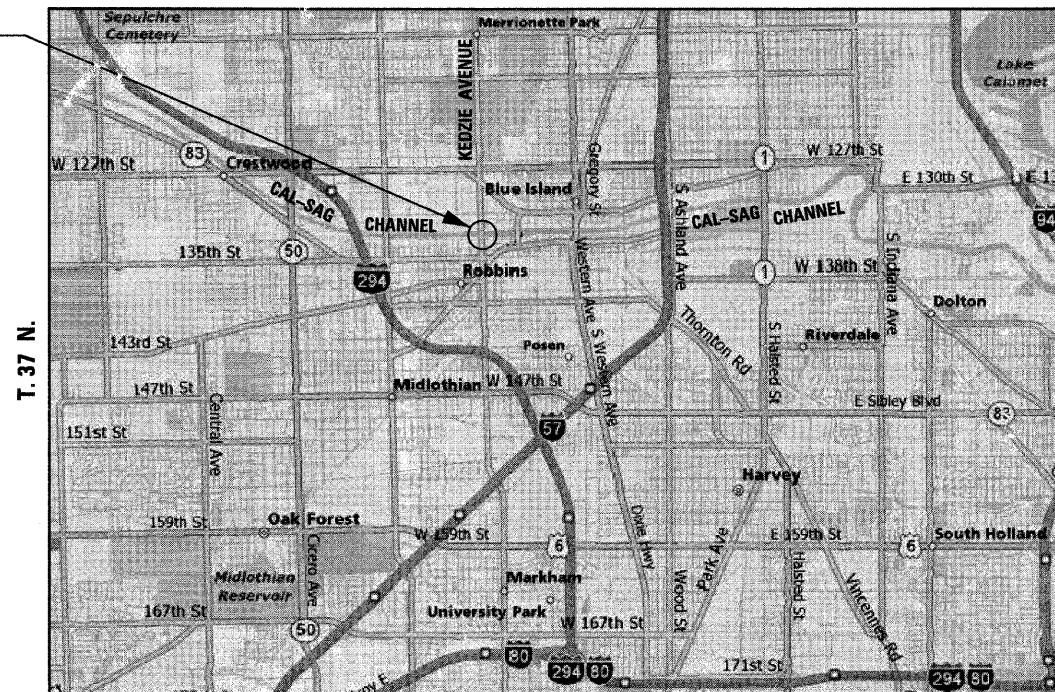 Sepulchre
Cemetery
Merrionette Park
Lake
Calumet
KEDZIE AVENUE
83
W 127th St
Crestwood
1
W 127th St
Gregory St
Blue Island
E 130th St
94
CAL-SAG
CHANNEL
S Ashland Ave
CAL-SAG CHANNEL
50
135th St
294
Robbins
Western Ave
1
W 138th St
S Indiana Ave
Dolton
T. 37 N.
143rd St
Thornton Rd
S Halsted St
Riverdale
Posen
S Western Ave
147th St
Midlothian
W 147th St
E Sibley Blvd
83
Central Ave
151st St
57
Harvey
159th St
Oak Forest
Cicero Ave
W 159th St
6
Dixie Hwy
Park Ave
E 159th St
6
South Holland
Midlothian
Reservoir
Markham
University Park
Wood St
Halsted St
Vincennes Rd
167th St
50
W 167th St
80
294
80
171st St
294
80